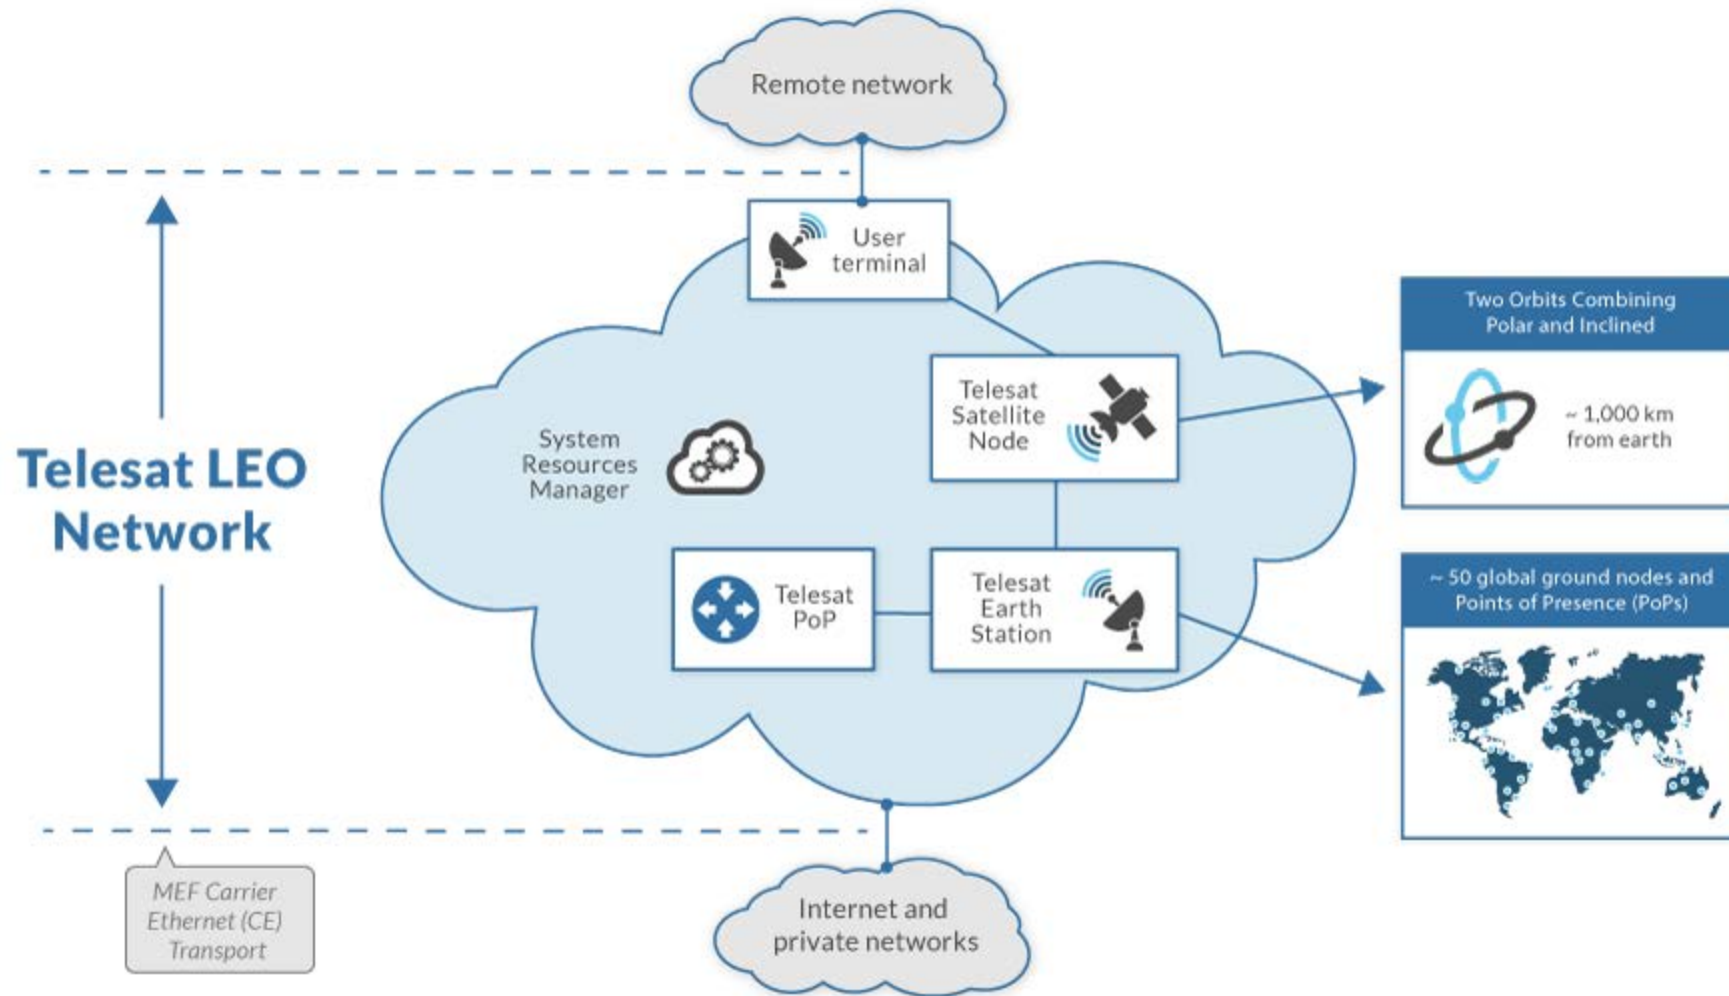 Remote network
User
terminal
Two Orbits Combining
Polar and Inclined
~ 1,000 km
from earth
Telesat
Satellite
Node
System
Resources
Manager
Telesat LEO
Network
Telesat
PoP
Telesat
Earth
Station
~ 50 global ground nodes and
Points of Presence (PoPs)
MEF Carrier
Ethernet (CE)
Transport
Internet and
private networks